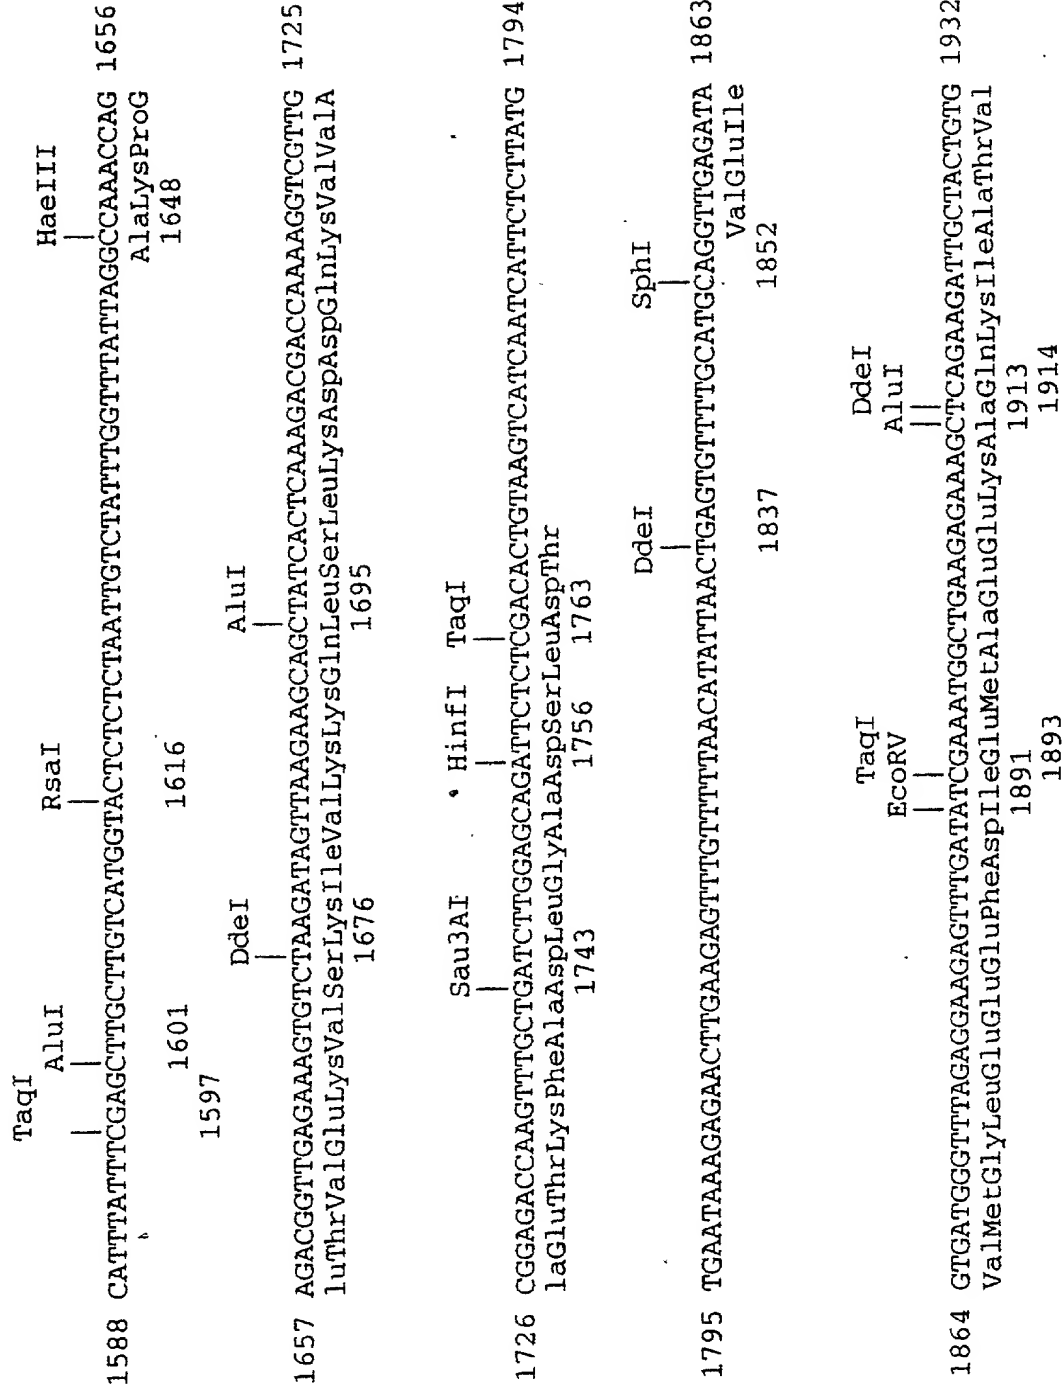 TaqI
AluI RsaI HaeIII
1588 CATTTATTTCGAGCTTGCTTGTCATGGTACTCTCTCTAATTGTCTATTTGGTTTATTAGGCCAAACCAG 1656
AlaLysProG
1601 1616 1648
1597
DdeI AluI
1657 AGACGGTTGAGAAAGTGTCTAAGATAGTTAAGAAGCAGCTATCACTCAAAGACGACCAAAAGGTCGTTG 1725
luThrValGluLysValSerLysIleValLysLysGlnLeuSerLeuLysAspAspGlnLysValValA
1676 1695
Sau3AI HinfI TaqI
1726 CGGAGACCAAGTTTGCTGATCTTGGAGCAGATTCTCTCGACACTGTAAGTCATCAATCATTCTCTTATG 1794
laGluThrLysPheAlaAspLeuGlyAlaAspSerLeuAspThr
1743 1756 1763
DdeI SphI
1795 TGAATAAAGAGAACTTGAAGAGTTTGTTTTTAACATATTAACTGAGTGTTTTGCATGCAGGTTGAGATA 1863
ValGluIle
1837 1852
TaqI DdeI
EcoRV AluI
1864 GTGATGGGTTTAGAGGAAGAGTTTGATATCGAAATGGCTGAAGAGAAAGCTCAGAAGATTGCTACTGTG 1932
ValMetGlyLeuGluGluGluPheAspIleGluMetAlaGluGluLysAlaGlnLysIleAlaThrVal
1891 1913
1893 1914